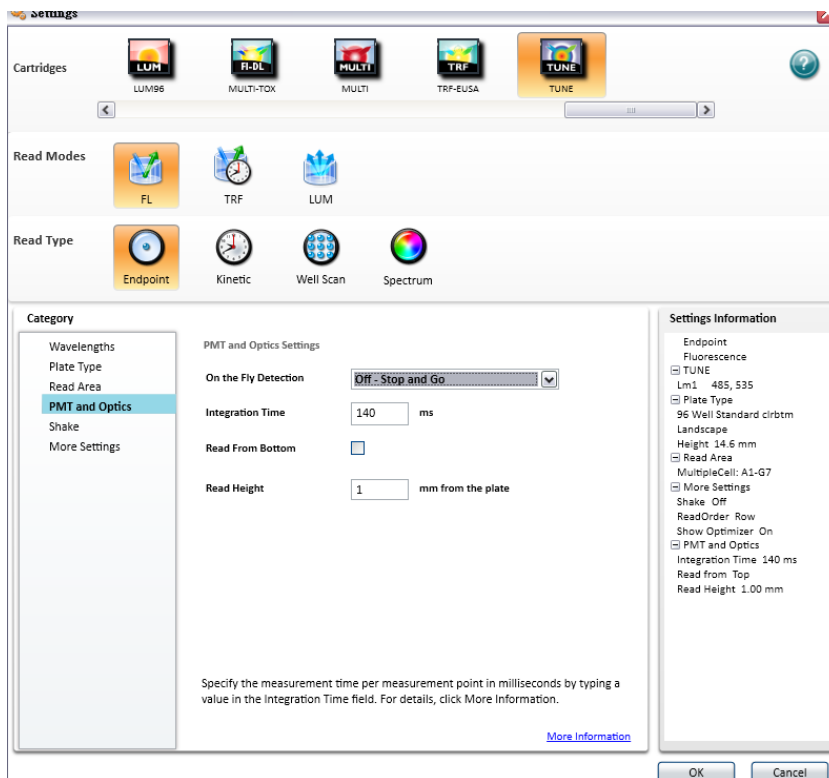 Settings
Cartridges
LUM
FI-DL
MULTI
TRF
TUNE
LUM96
MULTI-TOX
MULTI
TRF-EUSA
TUNE
Read Modes
FL
TRF
LUM
Read Type
Endpoint
Kinetic
Well Scan
Spectrum
Category
Wavelengths
Plate Type
Read Area
PMT and Optics
Shake
More Settings
PMT and Optics Settings
On the Fly Detection Off - Stop and Go
Integration Time 140 ms
Read From Bottom
Read Height 1 mm from the plate
Specify the measurement time per measurement point in milliseconds by typing a
value in the Integration Time field. For details, click More Information.
More Information
Settings Information
Endpoint
Fluorescence
TUNE
Lm1 485, 535
Plate Type
96 Well Standard clrbtm
Landscape
Height 14.6 mm
Read Area
MultipleCell: A1-G7
More Settings
Shake Off
ReadOrder Row
Show Optimizer On
PMT and Optics
Integration Time 140 ms
Read from Top
Read Height 1.00 mm
OK
Cancel